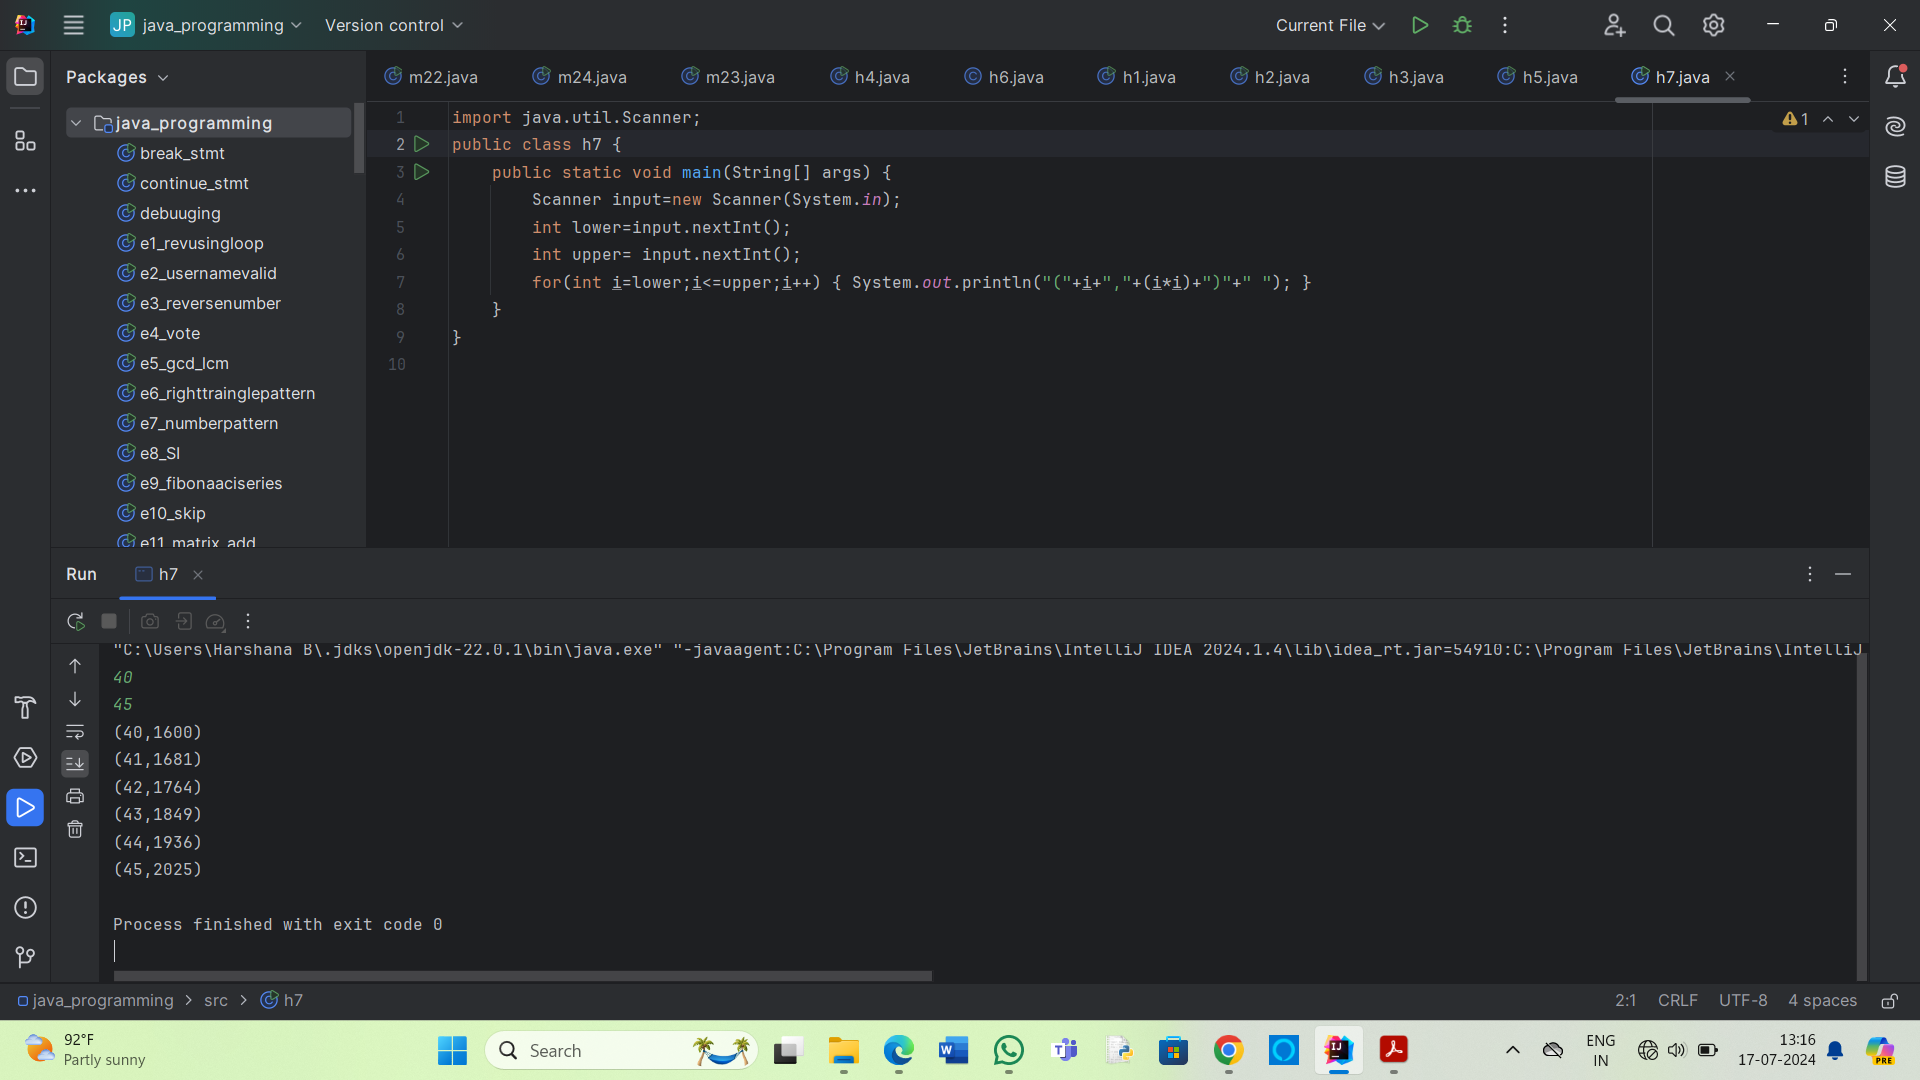 JP java_programming Version control Current File
Packages
m22.java m24.java m23.java h4.java h6.java h1.java h2.java h3.java h5.java h7.java
java_programming
break_stmt
continue_stmt
debuuging
e1_revusingloop
e2_usernamevalid
e3_reversenumber
e4_vote
e5_gcd_lcm
e6_righttrainglepattern
e7_numberpattern
e8_SI
e9_fibonaaciseries
e10_skip
e11_matrix_add
1 import java.util.Scanner;
2 public class h7 {
3 public static void main(String[] args) {
4 Scanner input=new Scanner(System.in);
5 int lower=input.nextInt();
6 int upper= input.nextInt();
7 for(int i=lower;i<=upper;i++) { System.out.println("("+i+","+(i*i)+")"+" "); }
8 }
9 }
10
1
Run h7
"C:\Users\Harshana B\.jdks\openjdk-22.0.1\bin\java.exe" "-javaagent:C:\Program Files\JetBrains\IntelliJ IDEA 2024.1.4\lib\idea_rt.jar=54910:C:\Program Files\JetBrains\IntelliJ
40
45
(40,1600)
(41,1681)
(42,1764)
(43,1849)
(44,1936)
(45,2025)
Process finished with exit code 0
java_programming > src > h7 2:1 CRLF UTF-8 4 spaces
92°F
Partly sunny
Search
ENG
IN
13:16
17-07-2024
PRE